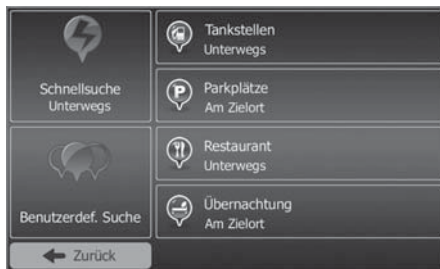 Schnellsuche
Unterwegs
Benutzerdef. Suche
Zurück
Tankstellen
Unterwegs
P
Parkplätze
Am Zielort
Restaurant
Unterwegs
Übernachtung
Am Zielort